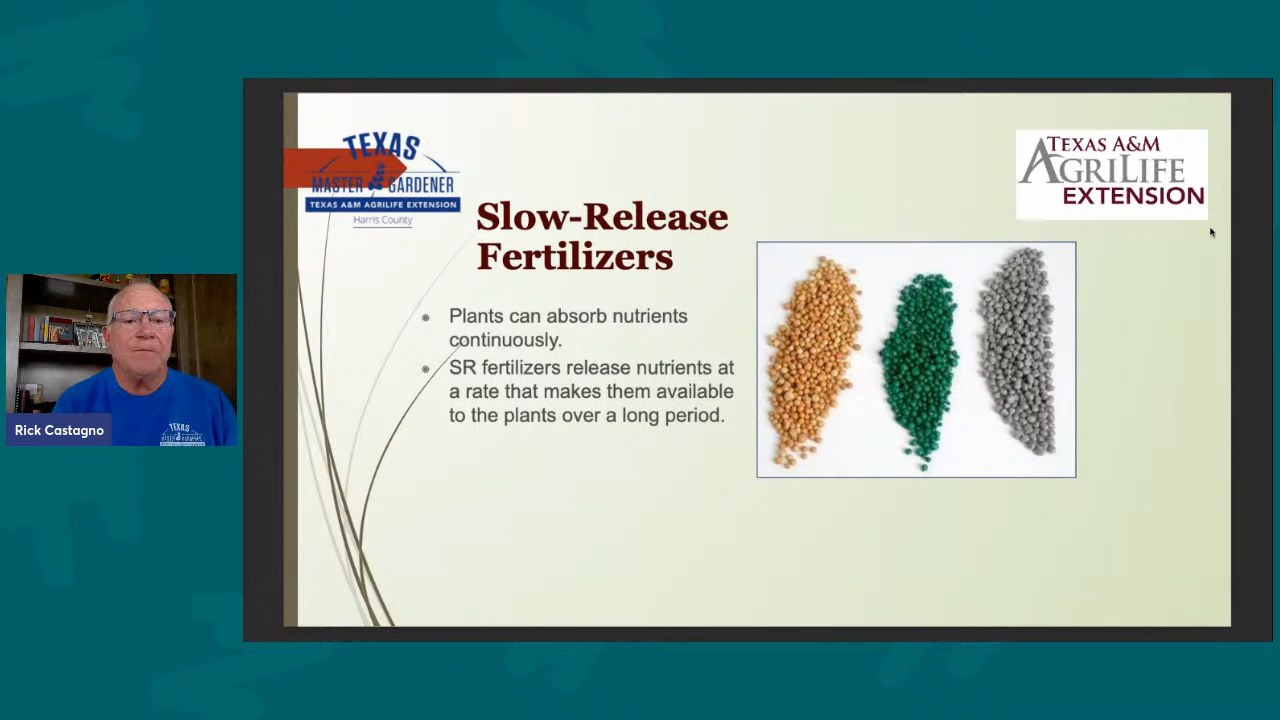 TEXAS
MASTER GARDENER
TEXAS A&M AGRILIFE EXTENSION
Harris County
TEXAS A&M
AGRILIFE
EXTENSION
Slow-Release
Fertilizers
Plants can absorb nutrients
continuously.
SR fertilizers release nutrients at
a rate that makes them available
to the plants over a long period.
Rick Castagno
TEXAS